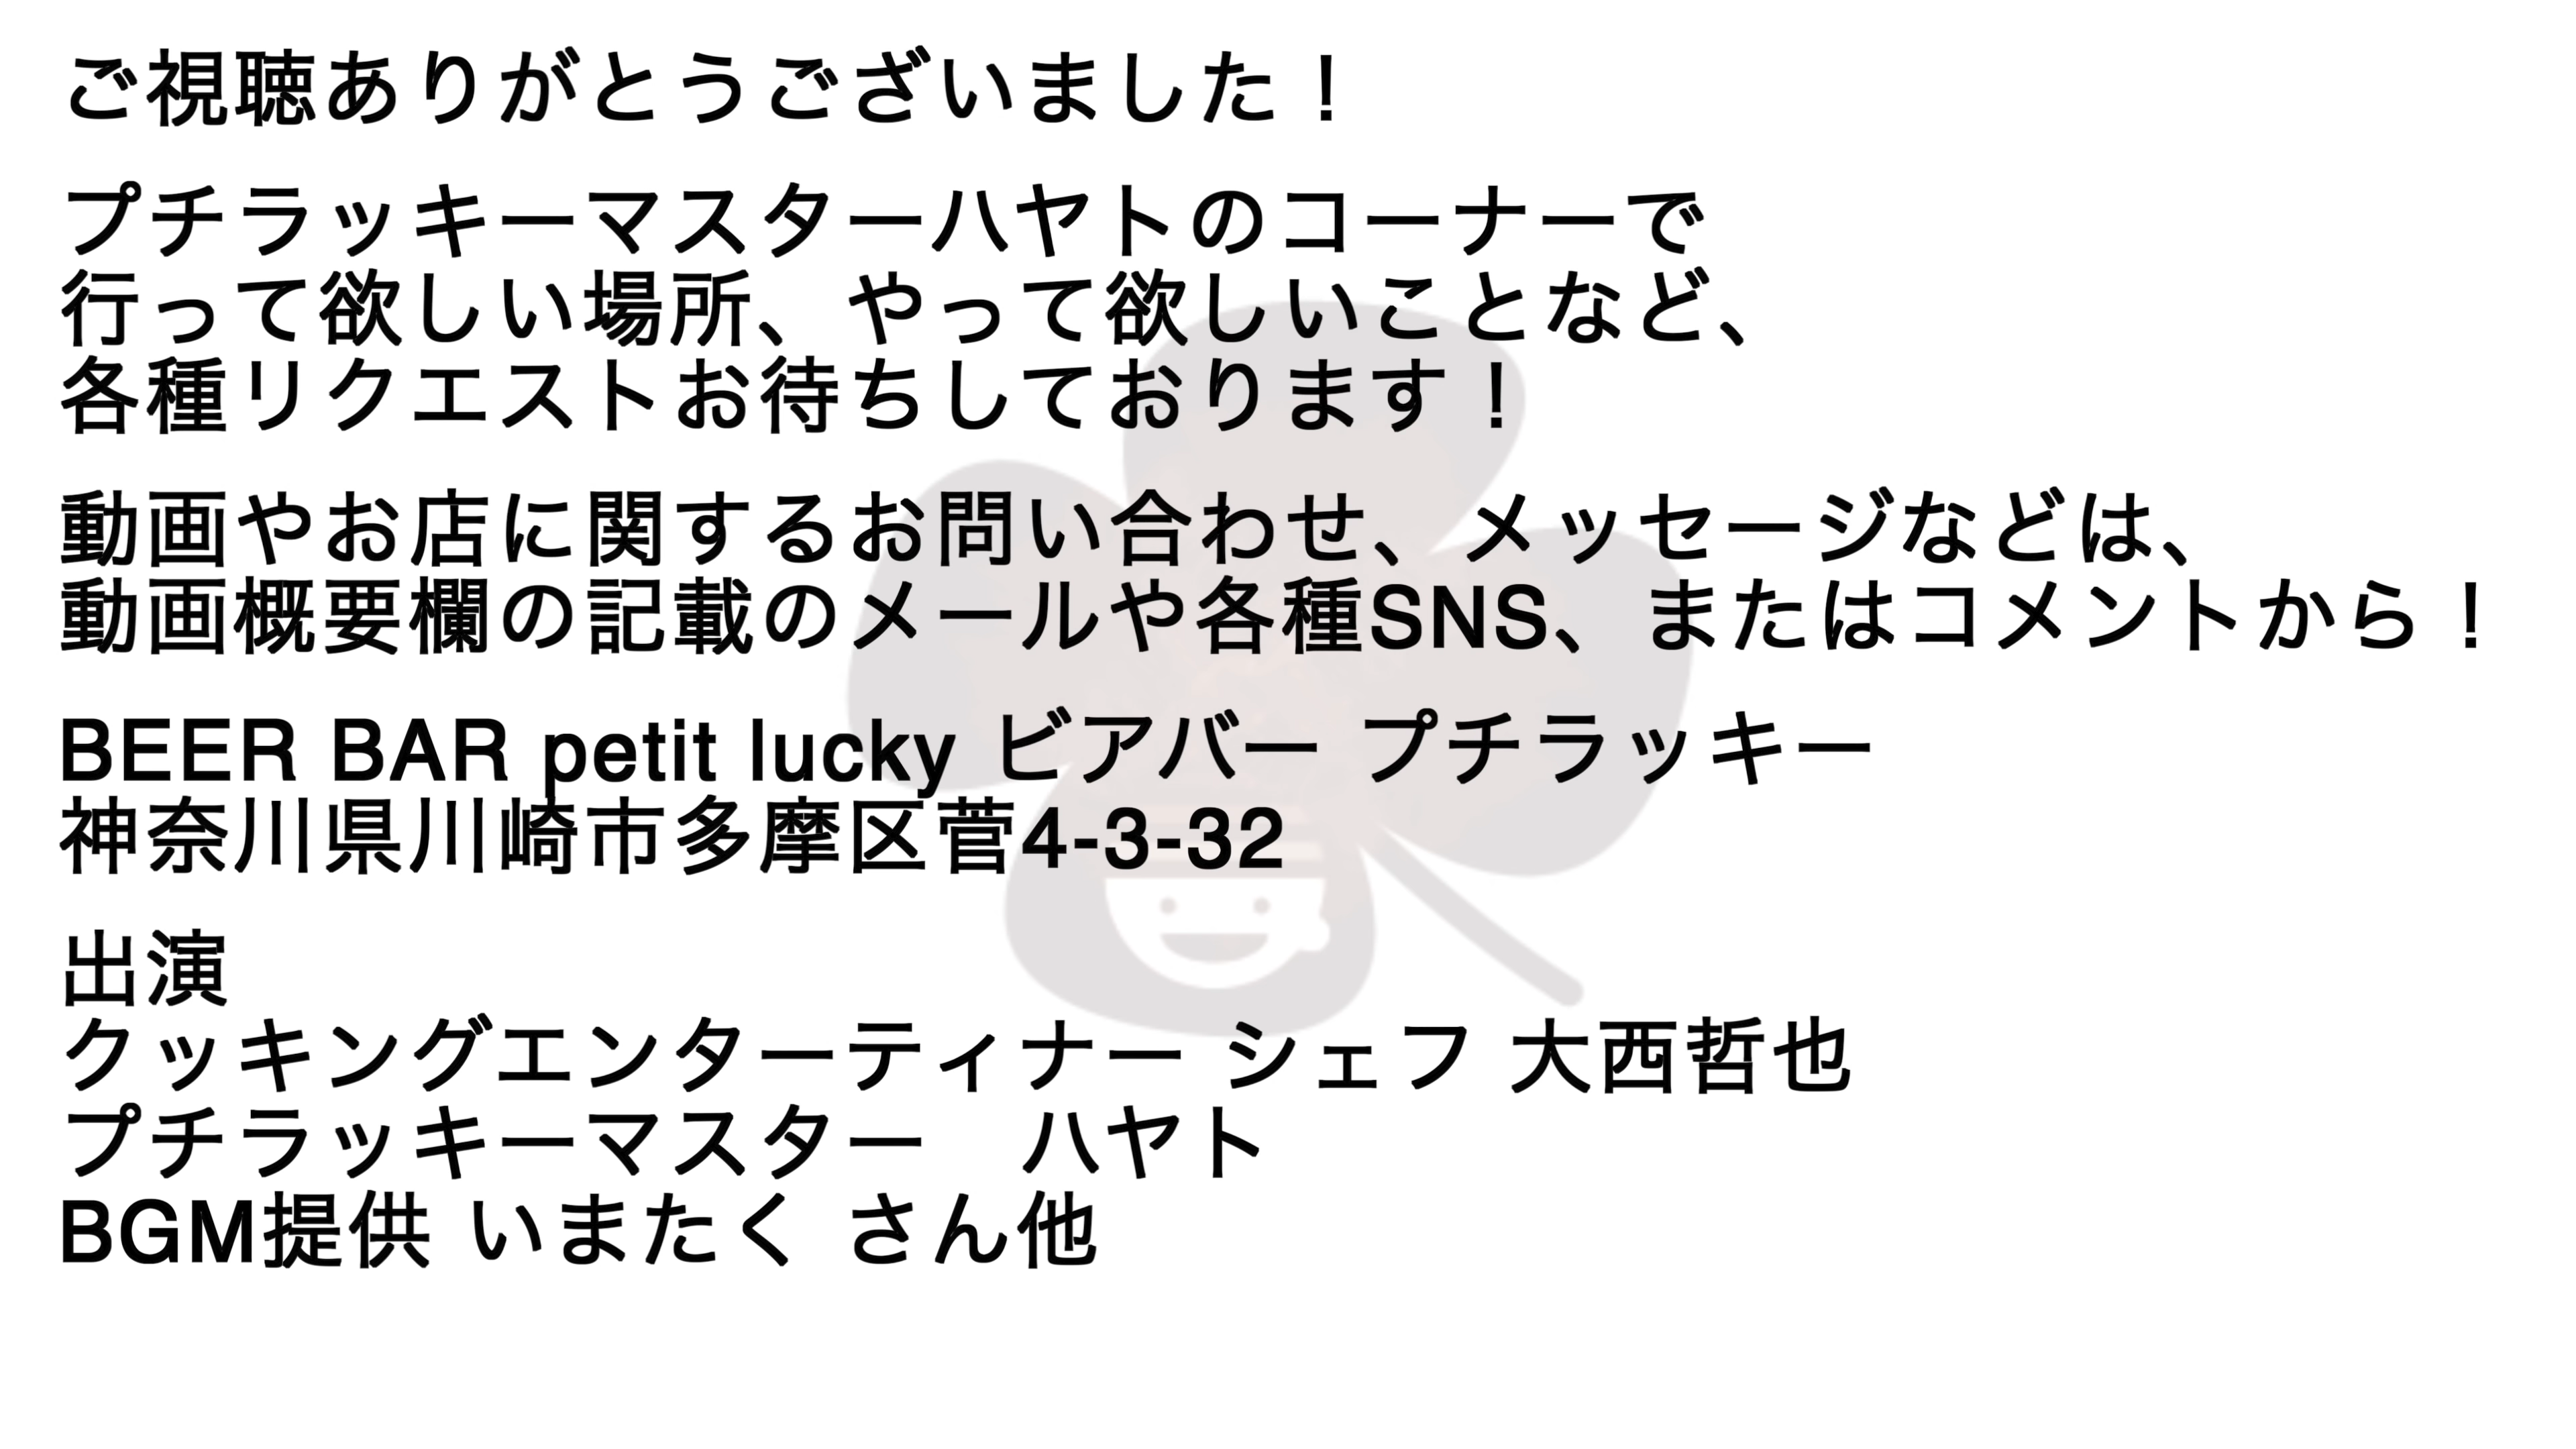 ご視聴ありがとうございました！
プチラッキーマスターハヤトのコーナーで
行って欲しい場所、やって欲しいことなど、
各種リクエストお待ちしております！
動画やお店に関するお問い合わせ、メッセージなどは、
動画概要欄の記載のメールや各種SNS、またはコメントから！
BEER BAR petit lucky ビアバー プチラッキー
神奈川県川崎市多摩区菅4-3-32
出演
クッキングエンターティナー シェフ 大西哲也
プチラッキーマスター　ハヤト
BGM提供 いまたく さん他